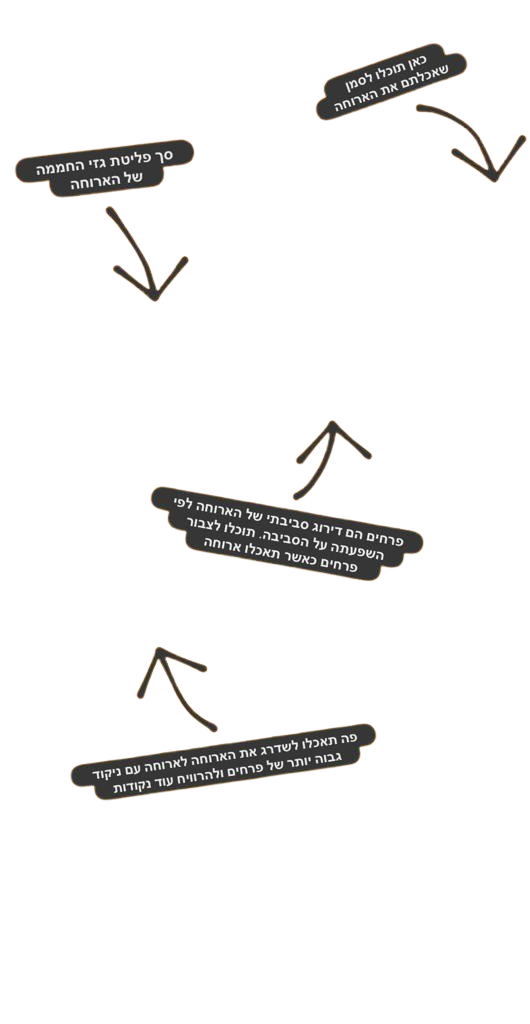 כאן תוכלו לסמן
שאכלתם את הארוחה
סך פליטת גזי החממה
של הארוחה
פרחים הם דירוג סביבתי של הארוחה לפי
השפעתה על הסביבה. תוכלו לצבור
פרחים כאשר תאכלו ארוחה
פה תאכלו לשדרג את הארוחה לארוחה עם ניקוד
גבוה יותר של פרחים ולהרוויח עוד נקודות